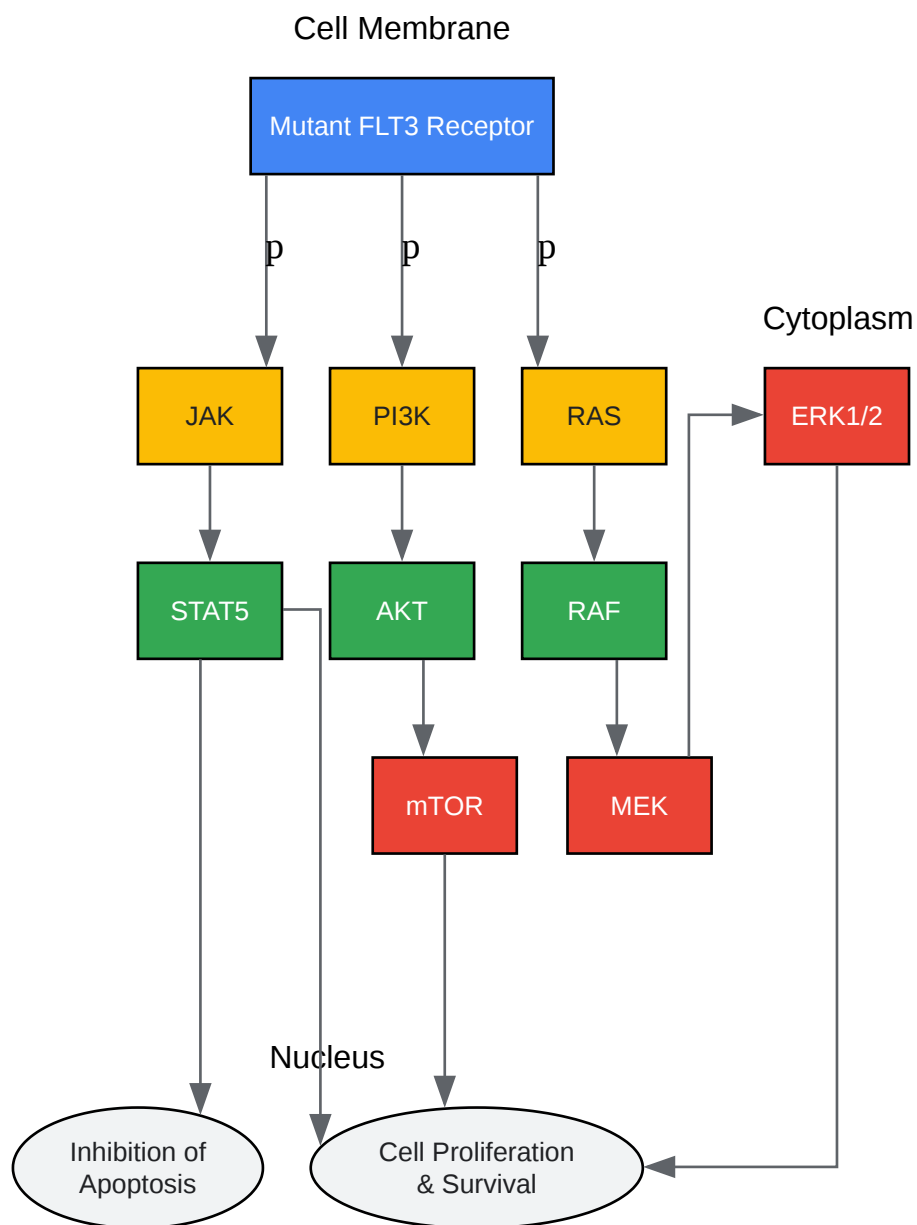 Cell Membrane
Mutant FLT3 Receptor
p
p
p
Cytoplasm
JAK
PI3K
RAS
ERK1/2
STAT5
AKT
RAF
mTOR
MEK
Nucleus
Inhibition of
Apoptosis
Cell Proliferation
& Survival